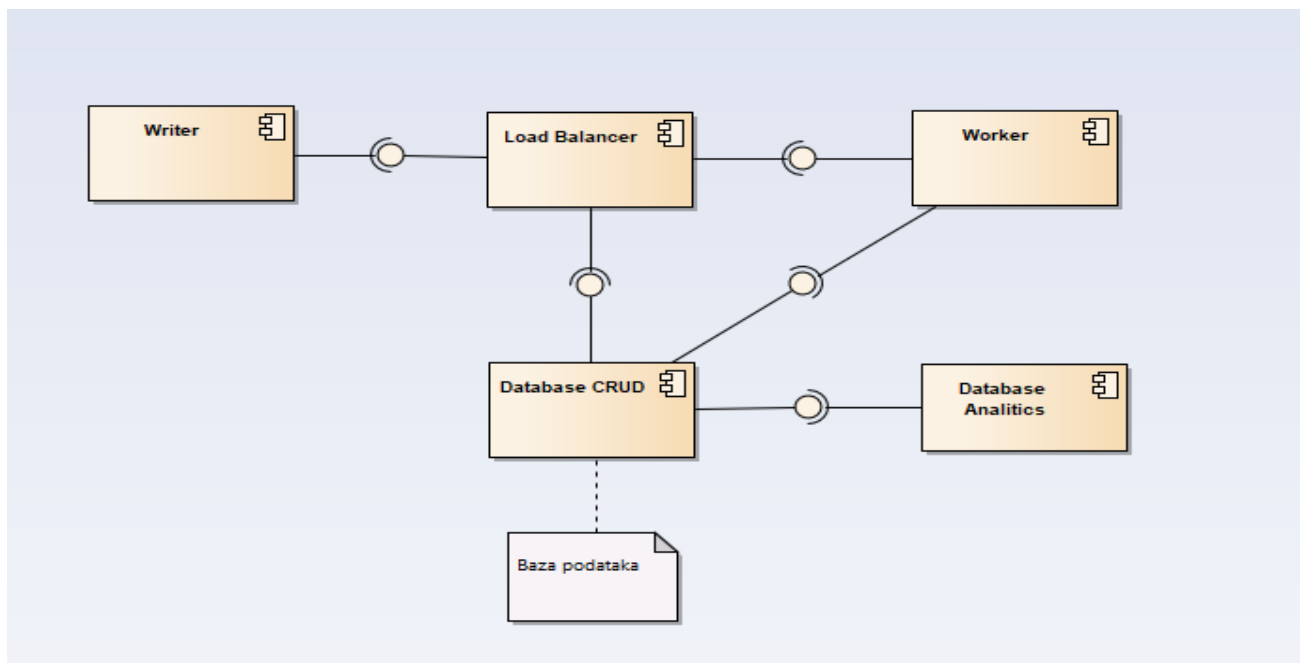 Writer
Load Balancer
Worker
Database CRUD
Database
Analitics
Baza podataka